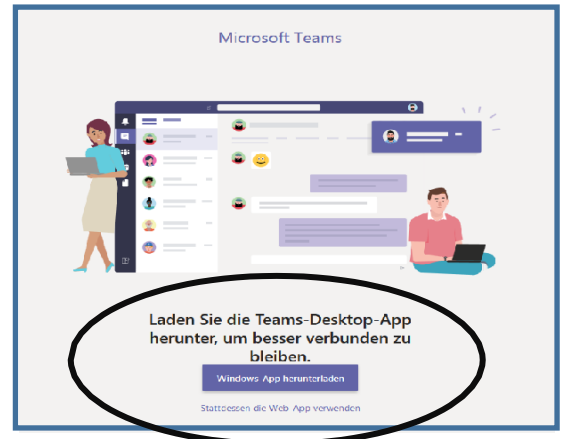 Microsoft Teams
Laden Sie die Teams-Desktop-App
herunter, um besser verbunden zu
bleiben.
Windows-App herunterladen
Stattdessen die Web-App verwenden